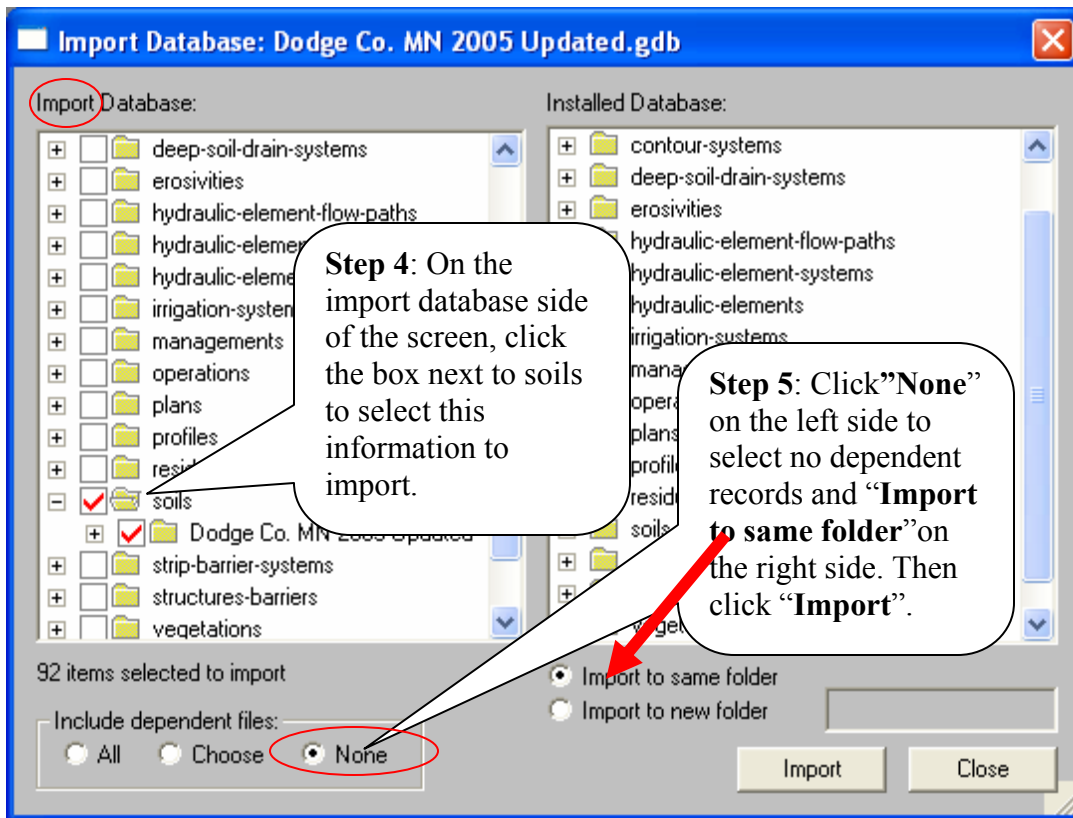 Import Database: Dodge Co. MN 2005 Updated.gdb
Import Database:
deep-soil-drain-systems
erosivities
hydraulic-element-flow-paths
hydraulic-elemen
hydraulic-eleme
irrigation-system
managements
operations
plans
profiles
resid
soils
Dodge Co. MN 2005 Updated
strip-barrier-systems
structures-barriers
vegetations
92 items selected to import
Include dependent files:
All Choose None
Installed Database:
contour-systems
deep-soil-drain-systems
erosivities
hydraulic-element-flow-paths
hydraulic-element-systems
hydraulic-elements
irrigation-systems
mana
opera
plans
profil
resid
soils
veget
Import to same folder
Import to new folder
Import Close
Step 4: On the
import database side
of the screen, click
the box next to soils
to select this
information to
import.
Step 5: Click”None”
on the left side to
select no dependent
records and “Import
to same folder”on
the right side. Then
click “Import”.